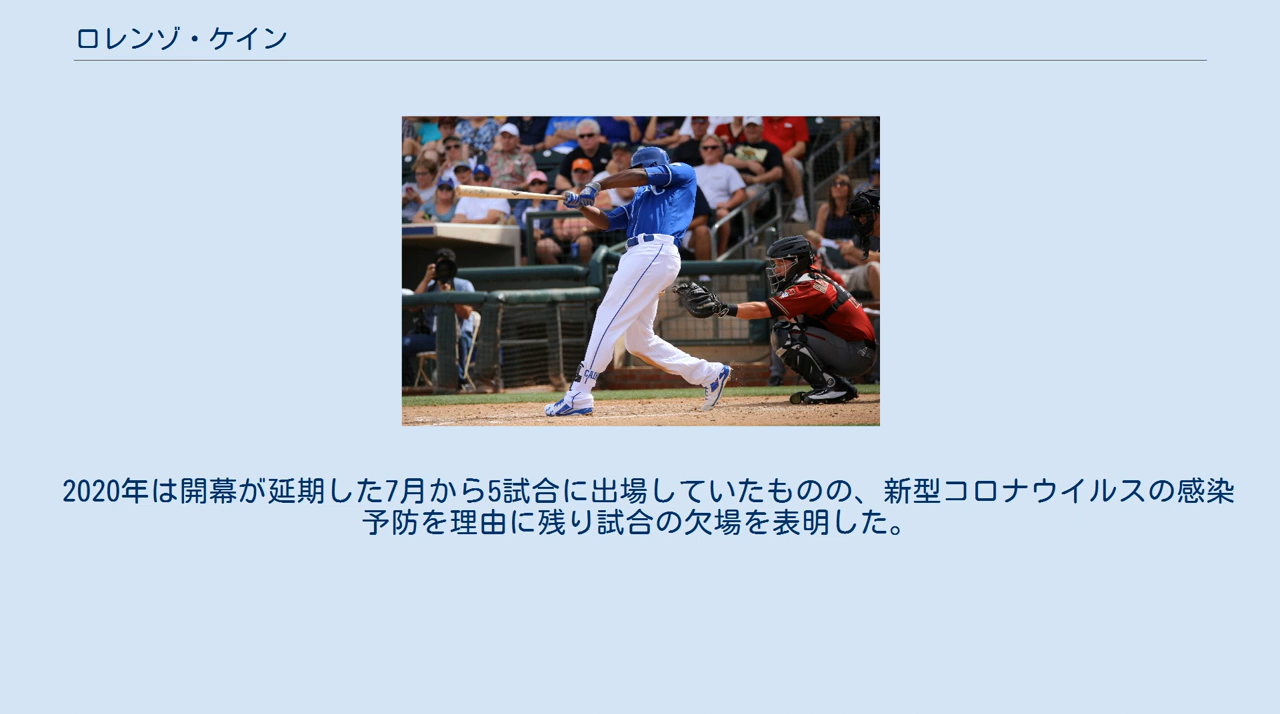 ロレンゾ・ケイン
2020年は開幕が延期した7月から5試合に出場していたものの、新型コロナウイルスの感染
予防を理由に残り試合の欠場を表明した。